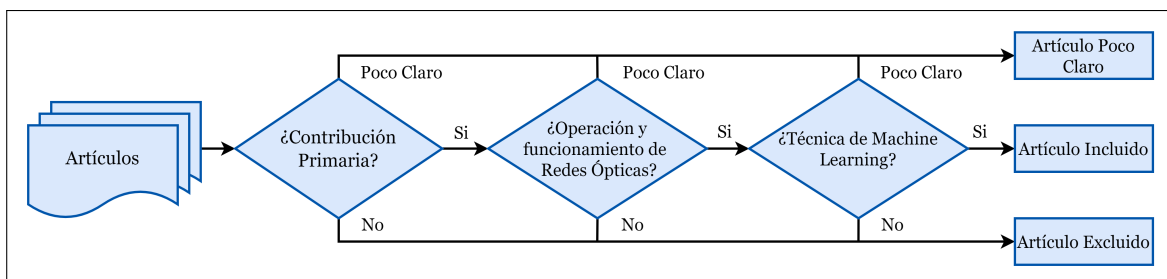 Artículo Poco
Claro
Poco Claro
Poco Claro
Poco Claro
Artículos
¿Contribución
Primaria?
Si
¿Operación y
funcionamiento de
Redes Ópticas?
Si
¿Técnica de Machine
Learning?
Si
Artículo Incluido
No
No
No
Artículo Excluido